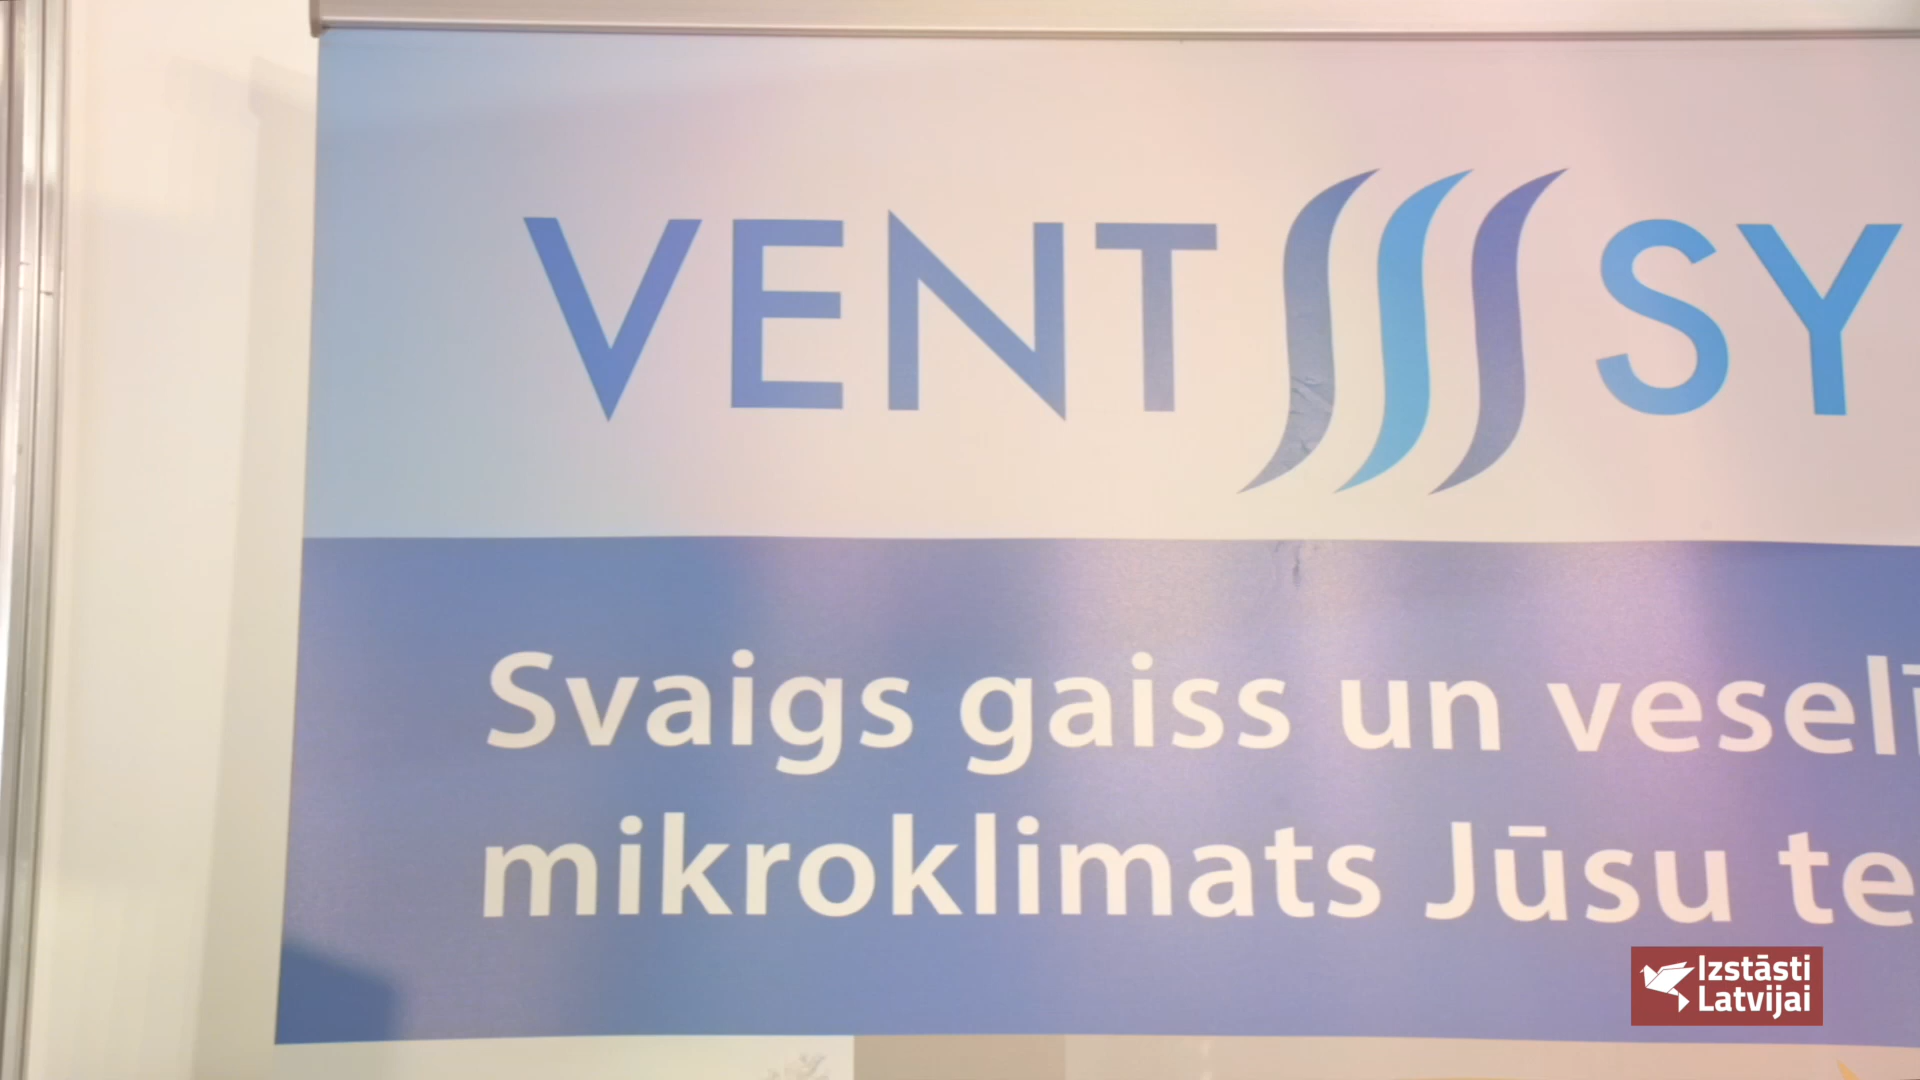 VENT SY
Svaigs gaiss un veselī
mikroklimats Jūsu te
Izstāsti
Latvijai